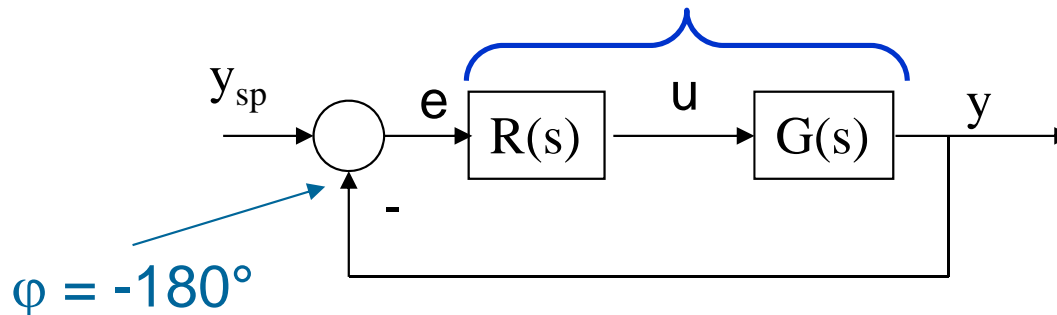 y_sp
e
R(s)
u
G(s)
y
-
φ = -180°